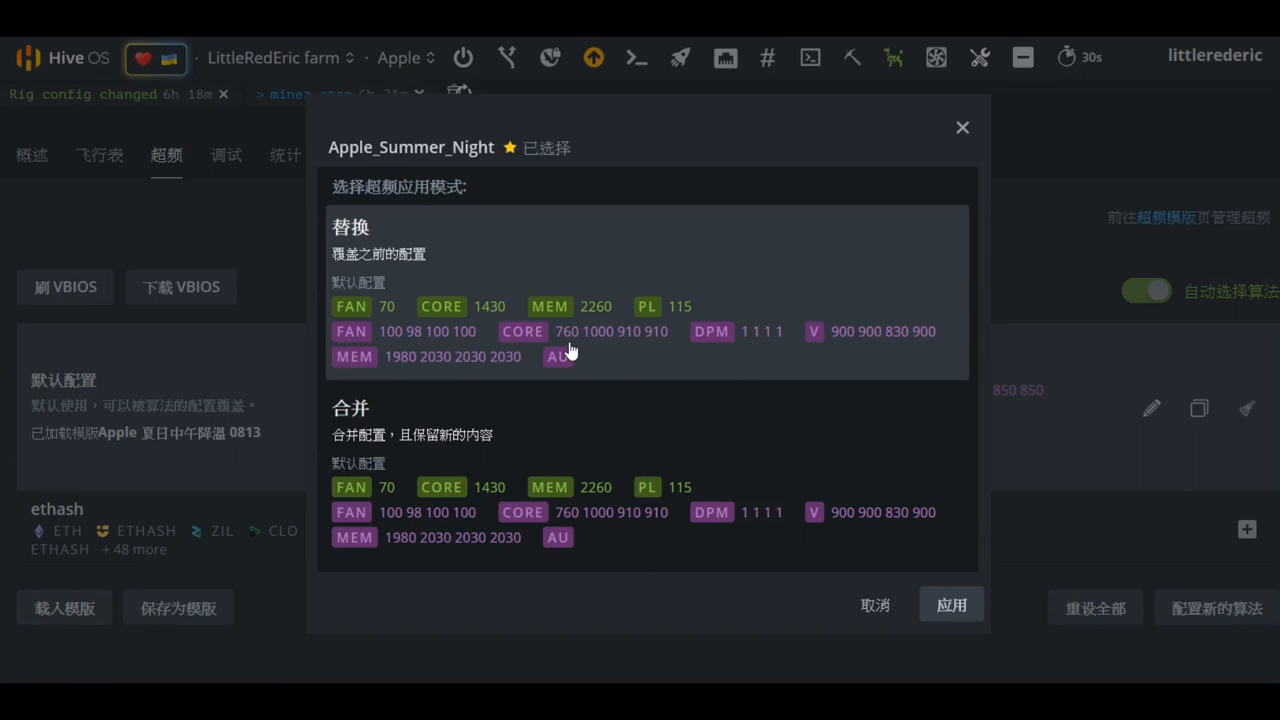 Hive OS · LittleRedEric farm · Apple # 30s littlerederic
Rig config changed 6h 18m × > miner stop 6h 21m
概述 飞行表 超频 调试 统计
Apple_Summer_Night 已选择
选择超频应用模式:
前往超频模版页管理超频
替换
覆盖之前的配置
默认配置
刷 VBIOS 下载 VBIOS
自动选择算法
FAN 70 CORE 1430 MEM 2260 PL 115
FAN 100 98 100 100 CORE 760 1000 910 910 DPM 1 1 1 1 V 900 900 830 900
MEM 1980 2030 2030 2030 AU
默认配置
默认使用，可以被算法的配置覆盖。
已加载模版Apple 夏日中午降溫 0813
850 850
合并
合并配置，且保留新的内容
默认配置
FAN 70 CORE 1430 MEM 2260 PL 115
FAN 100 98 100 100 CORE 760 1000 910 910 DPM 1 1 1 1 V 900 900 830 900
MEM 1980 2030 2030 2030 AU
ethash
ETH ETHASH ZIL CLO
ETHASH + 48 more
载入模版 保存为模版
取消 应用
重设全部 配置新的算法